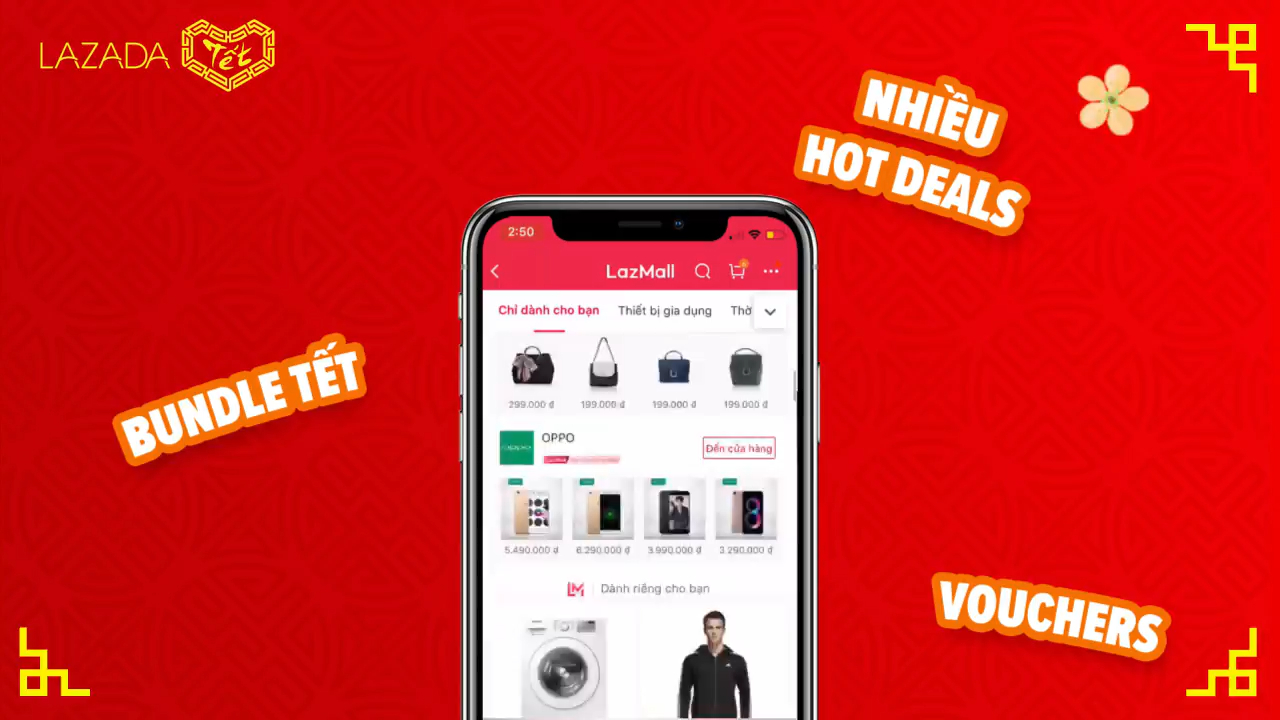 LAZADA Tết
NHIỀU
HOT DEALS
BUNDLE TẾT
VOUCHERS
2:50
LazMall
Chỉ dành cho bạn Thiết bị gia dụng Thờ
299.000 đ 199.000 đ 199.000 đ 199.000 đ
OPPO
Đến cửa hàng
5.490.000 đ 6.290.000 đ 3.990.000 đ 3.290.000 đ
LM Dành riêng cho bạn